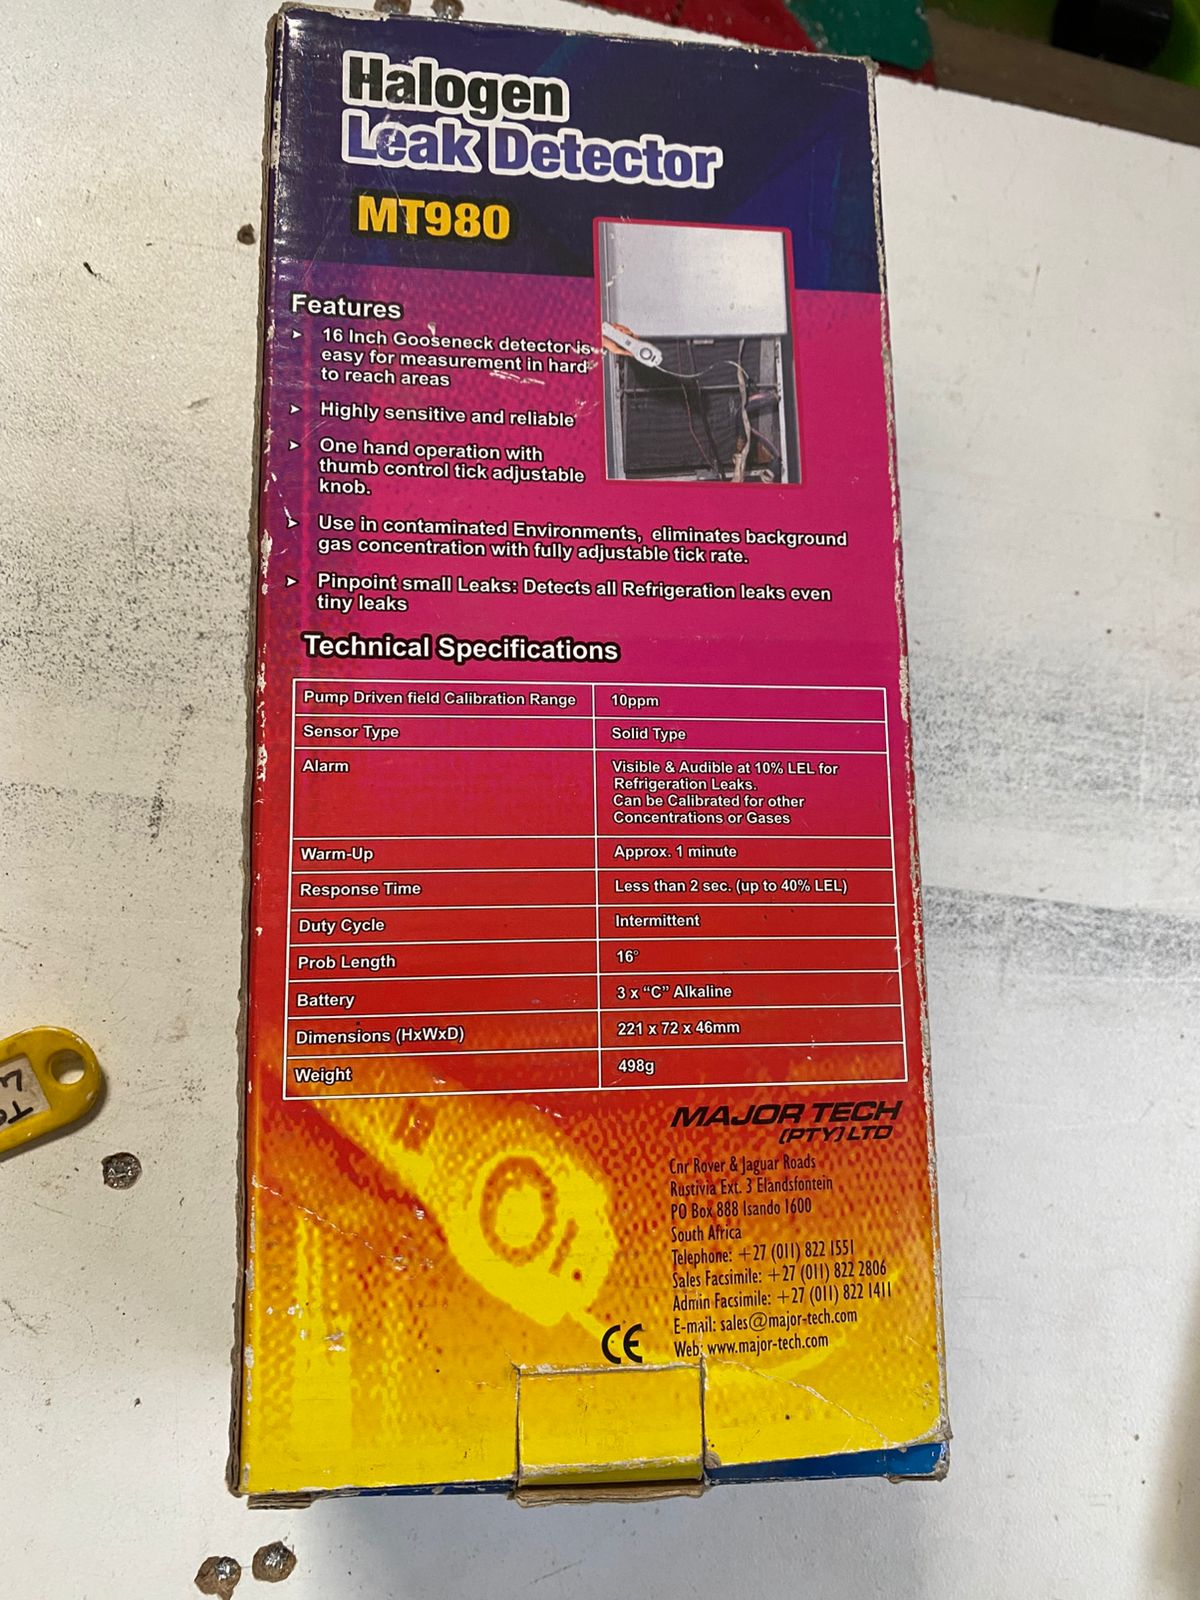 Halogen
Leak Detector
MT980
Features
➤ 16 Inch Gooseneck detector is
easy for measurement in hard
to reach areas
➤ Highly sensitive and reliable
➤ One hand operation with
thumb control tick adjustable
knob.
➤ Use in contaminated Environments, eliminates background
gas concentration with fully adjustable tick rate.
➤ Pinpoint small Leaks: Detects all Refrigeration leaks even
tiny leaks
Technical Specifications
Pump Driven field Calibration Range 10ppm
Sensor Type Solid Type
Alarm Visible & Audible at 10% LEL for
Refrigeration Leaks.
Can be Calibrated for other
Concentrations or Gases
Warm-Up Approx. 1 minute
Response Time Less than 2 sec. (up to 40% LEL)
Duty Cycle Intermittent
Prob Length 16°
Battery 3 x “C” Alkaline
Dimensions (HxWxD) 221 x 72 x 46mm
Weight 498g
MAJOR TECH
(PTY) LTD
Cnr Rover & Jaguar Roads
Rustivia Ext. 3 Elandsfontein
PO Box 888 Isando 1600
South Africa
Telephone: +27 (011) 822 1551
Sales Facsimile: +27 (011) 822 2806
Admin Facsimile: +27 (011) 822 1411
E-mail: sales@major-tech.com
Web: www.major-tech.com
CE